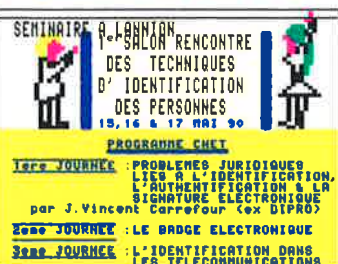 SEMINAIRE A LANNION
1er SALON RENCONTRE
DES TECHNIQUES
D' IDENTIFICATION
DES PERSONNES
15,16 & 17 MAI 90
PROGRAMME CNET
1ere JOURNEE :PROBLEMES JURIDIQUES
LIES A L'IDENTIFICATION,
L'AUTHENTIFICATION & LA
SIGNATURE ELECTRONIQUE
par J.Vincent Carrefour (ex DIPRO)
2eme JOURNEE :LE BADGE ELECTRONIQUE
3eme JOURNEE :L'IDENTIFICATION DANS
LES TELECOMMUNICATIONS